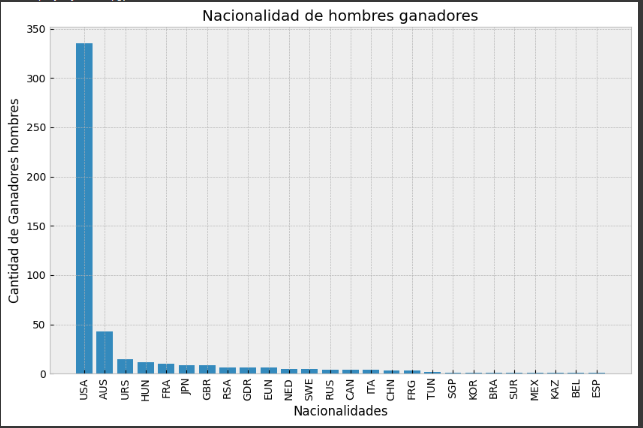 Nacionalidad de hombres ganadores
Cantidad de Ganadores hombres
350
300
250
200
150
100
50
0
USA AUS URS HUN FRA JPN GBR RSA GDR EUN NED SWE RUS CAN ITA CHN FRG TUN SGP KOR BRA SUR MEX KAZ BEL ESP
Nacionalidades